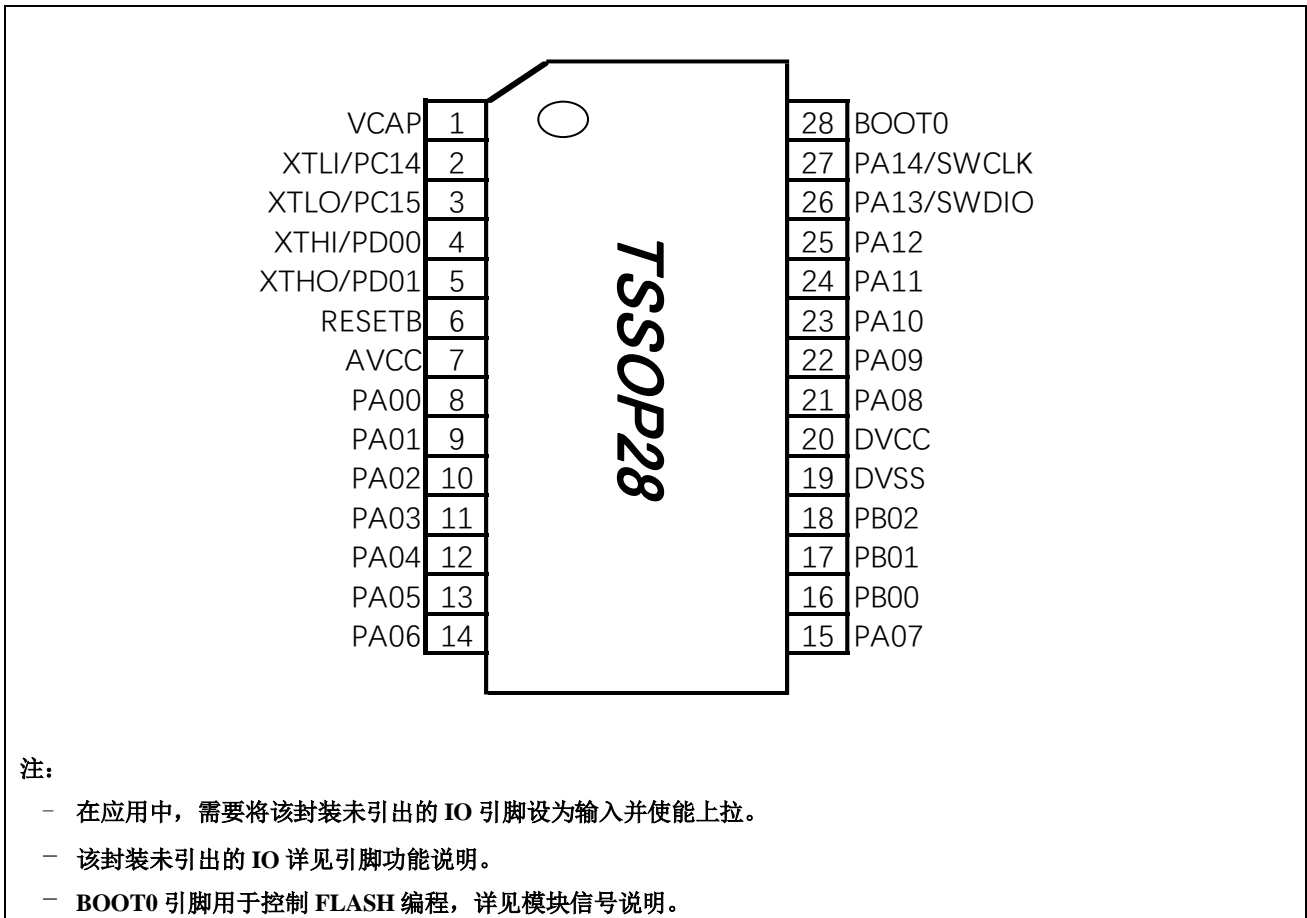 VCAP 1 28 BOOT0
XTLI/PC14 2 27 PA14/SWCLK
XTLO/PC15 3 26 PA13/SWDIO
XTHI/PD00 4 25 PA12
XTHO/PD01 5 24 PA11
RESETB 6 23 PA10
AVCC 7 22 PA09
PA00 8 21 PA08
PA01 9 20 DVCC
PA02 10 19 DVSS
PA03 11 18 PB02
PA04 12 17 PB01
PA05 13 16 PB00
PA06 14 15 PA07
TSSOP28
注：
－ 在应用中，需要将该封装未引出的 IO 引脚设为输入并使能上拉。
－ 该封装未引出的 IO 详见引脚功能说明。
－ BOOT0 引脚用于控制 FLASH 编程，详见模块信号说明。